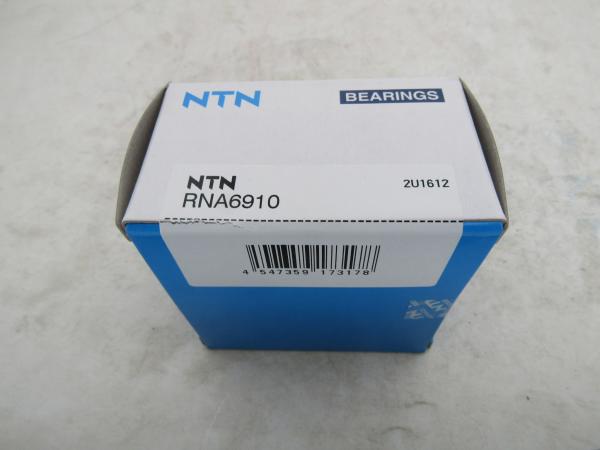 NTN BEARINGS
NTN
RNA6910 2U1612
4 547359 173178